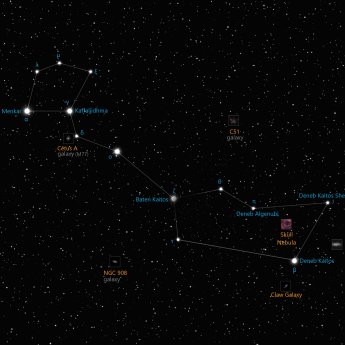 μ
λ
ξ
Menkar
α
γ
Kaffaljidhma
δ
Cetus A
galaxy (M77)
C51
galaxy
ο
ζ
Baten Kaitos
θ
η
Deneb Algenubi
Deneb Kaitos Shemali
Skull
Nebula
τ
NGC 908
galaxy
β
Deneb Kaitos
Claw Galaxy